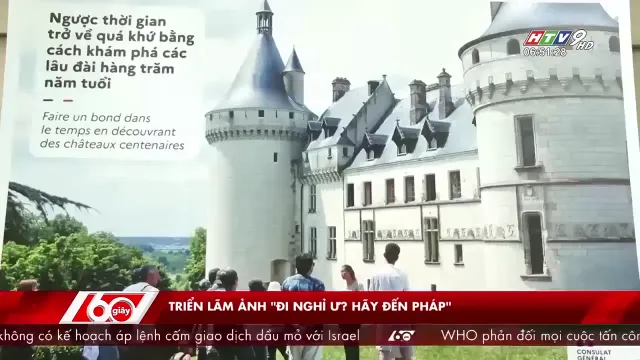 Ngược thời gian
trở về quá khứ bằng
cách khám phá các
lâu đài hàng trăm
năm tuổi
Faire un bond dans
le temps en découvrant
des châteaux centenaires
HTV9 HD
06:51:28
60 giây
TRIỂN LÃM ẢNH "ĐI NGHỈ Ư? HÃY ĐẾN PHÁP"
không có kế hoạch áp lệnh cấm giao dịch dầu mỏ với Israel 60 WHO phản đối mọi cuộc tấn cô
CONSULAT
GÉNÉRAL